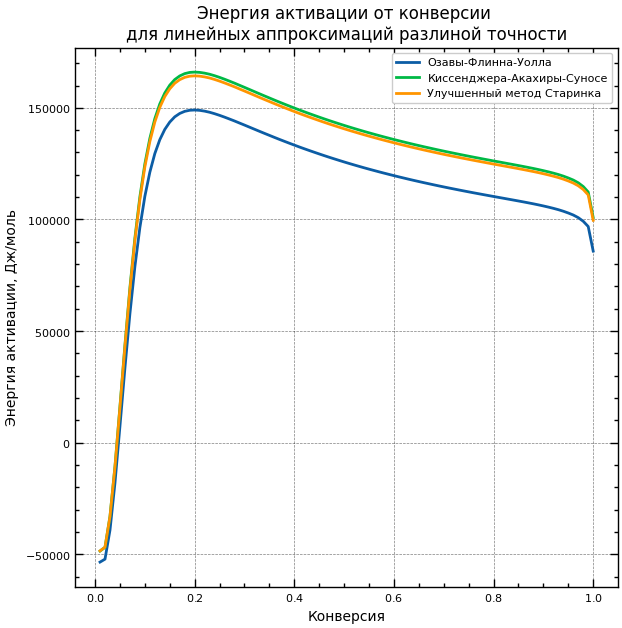 Энергия активации от конверсии
для линейных аппроксимаций разлиной точности
Озавы-Флинна-Уолла
Киссенджера-Акахиры-Суносе
Улучшенный метод Старинка
Энергия активации, Дж/моль
150000
100000
50000
0
−50000
0.0 0.2 0.4 0.6 0.8 1.0
Конверсия